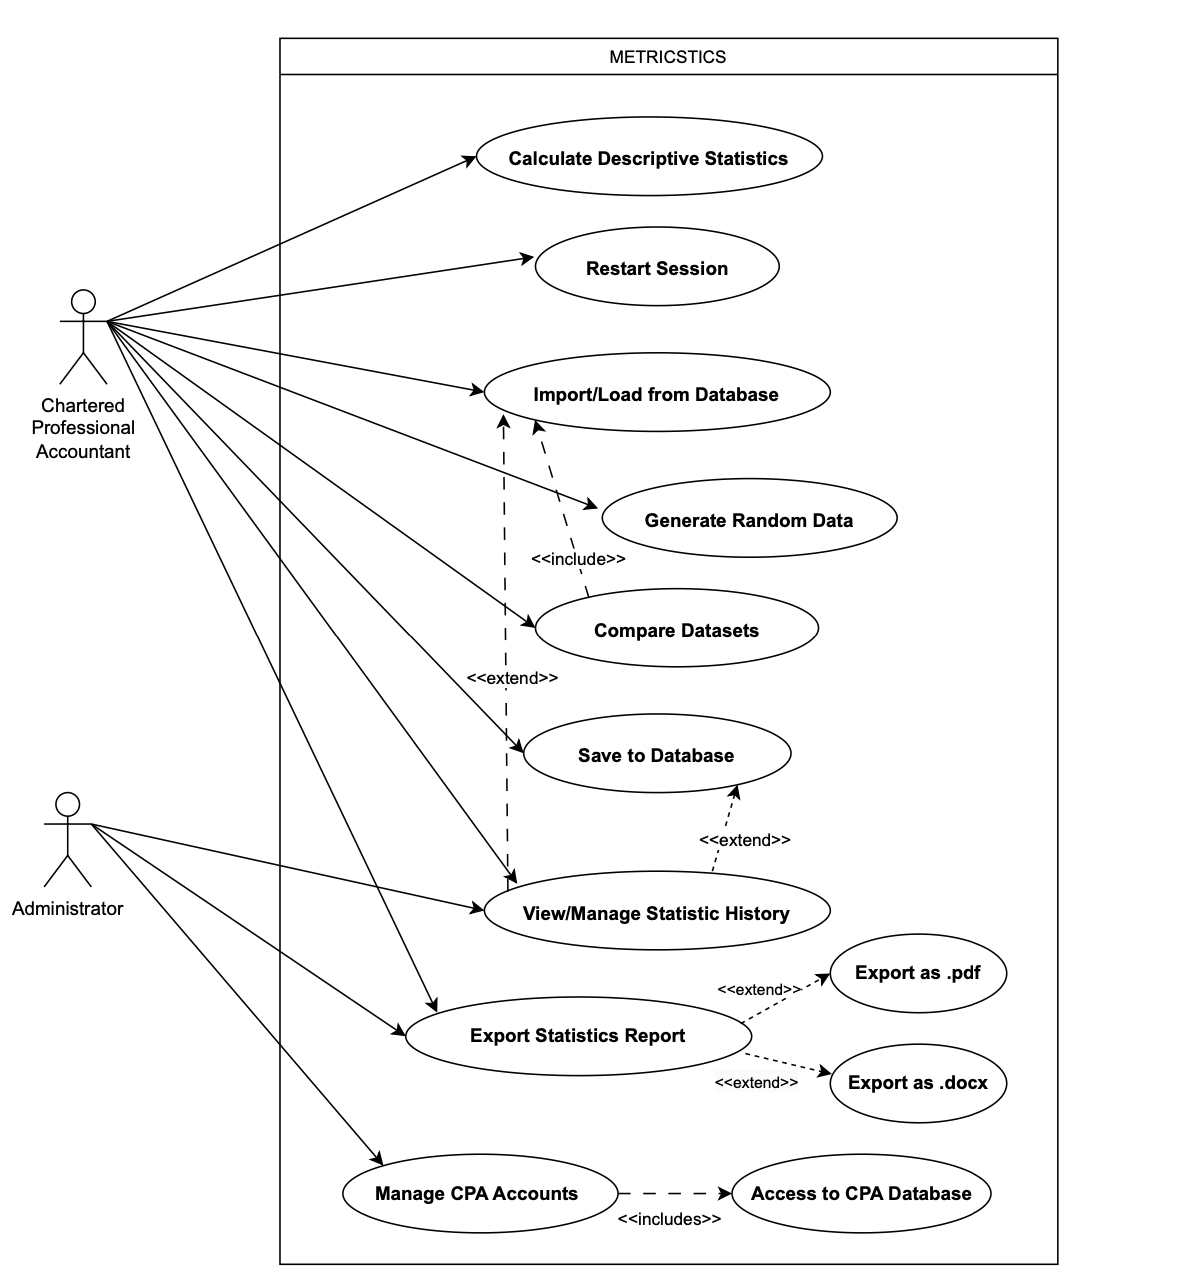 METRICSTICS
Calculate Descriptive Statistics
Restart Session
Chartered
Professional
Accountant
Import/Load from Database
Generate Random Data
<<include>>
Compare Datasets
<<extend>>
Save to Database
<<extend>>
Administrator
View/Manage Statistic History
Export as .pdf
<<extend>>
Export Statistics Report
Export as .docx
<<extend>>
Manage CPA Accounts
Access to CPA Database
<<includes>>